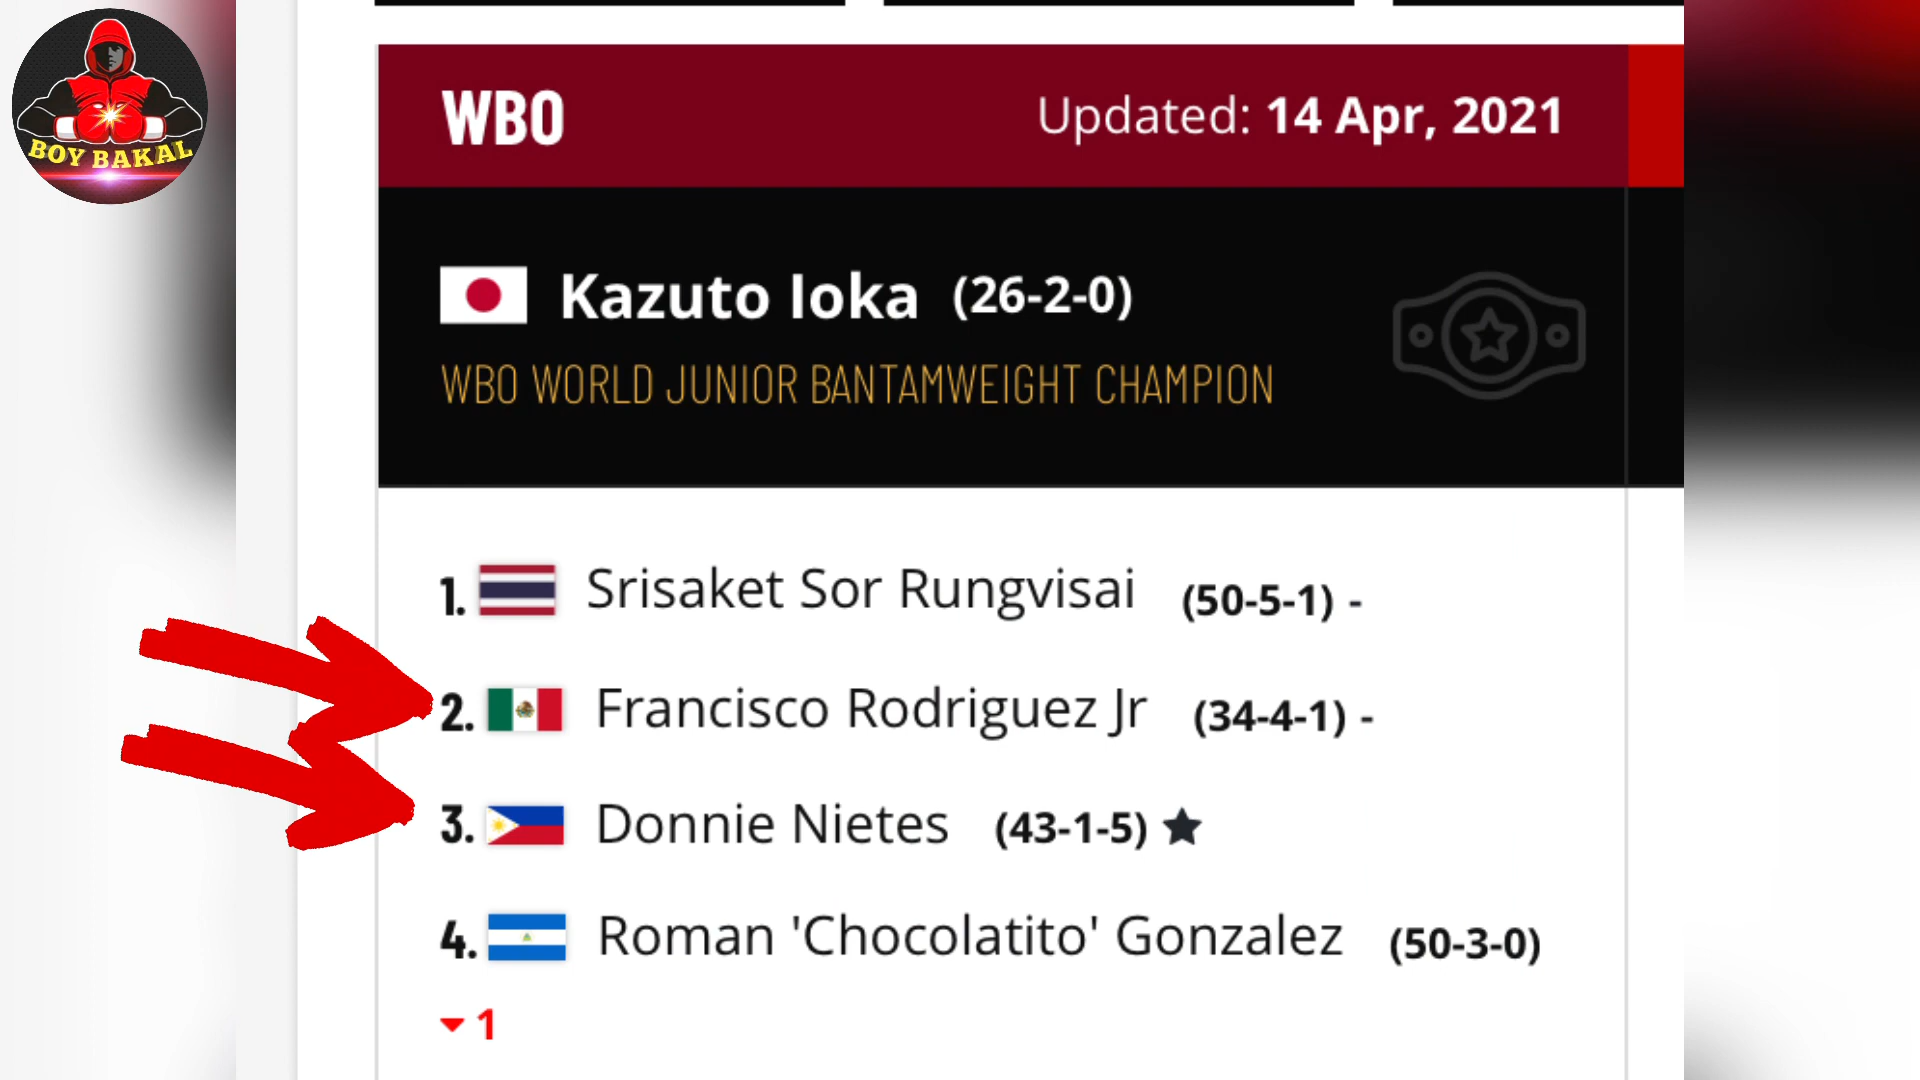 BOY BAKAL
WBO Updated: 14 Apr, 2021
Kazuto Ioka (26-2-0)
WBO WORLD JUNIOR BANTAMWEIGHT CHAMPION
1. Srisaket Sor Rungvisai (50-5-1) -
2. Francisco Rodriguez Jr (34-4-1) -
3. Donnie Nietes (43-1-5) ★
4. Roman 'Chocolatito' Gonzalez (50-3-0)
1